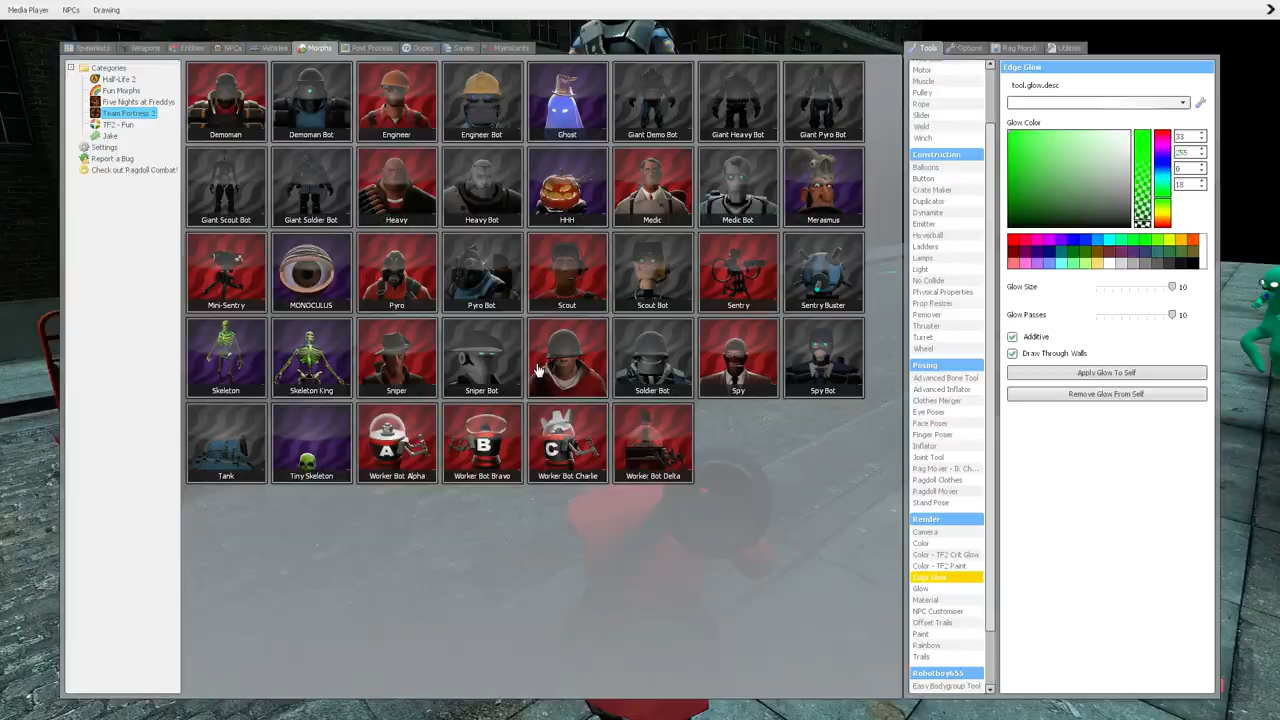 Media Player NPCs Drawing
Spawnlists Weapons Entities NPCs Vehicles Morphs Post Process Dupes Saves
Tools Options Rag Morph Utilities
Categories
Half-Life 2
Fun Morphs
Five Nights at Freddys
Team Fortress 2
TF2 - Fun
Jake
Settings
Report a Bug
Check out Ragdoll Combat!
Demoman Demoman Bot Engineer Engineer Bot Ghost Giant Demo Bot Giant Heavy Bot Giant Pyro Bot
Giant Scout Bot Giant Soldier Bot Heavy Heavy Bot HHH Medic Medic Bot Merasmus
Mini-Sentry MONOCULUS Pyro Pyro Bot Scout Scout Bot Sentry Sentry Buster
Skeleton Skeleton King Sniper Sniper Bot Soldier Bot Spy Spy Bot
A B C
Tank Tiny Skeleton Worker Bot Alpha Worker Bot Bravo Worker Bot Charlie Worker Bot Delta
Motor
Muscle
Pulley
Rope
Slider
Weld
Winch
Construction
Balloons
Button
Crate Maker
Duplicator
Dynamite
Emitter
Hoverball
Ladders
Lamps
Light
No Collide
Physical Properties
Prop Resizer
Remover
Thruster
Turret
Wheel
Posing
Advanced Bone Tool
Advanced Inflator
Clothes Merger
Eye Poser
Face Poser
Finger Poser
Inflator
Joint Tool
Rag Mover - IK Ch...
Ragdoll Clothes
Ragdoll Mover
Stand Pose
Render
Camera
Color
Color - TF2 Crit Glow
Color - TF2 Paint
Edge Glow
Glow
Material
NPC Customiser
Offset Trails
Paint
Rainbow
Trails
Robotboy655
Easy Bodygroup Tool
Edge Glow
tool.glow.desc
Glow Color
33
255
0
18
Glow Size 10
Glow Passes 10
Additive
Draw Through Walls
Apply Glow To Self
Remove Glow From Self